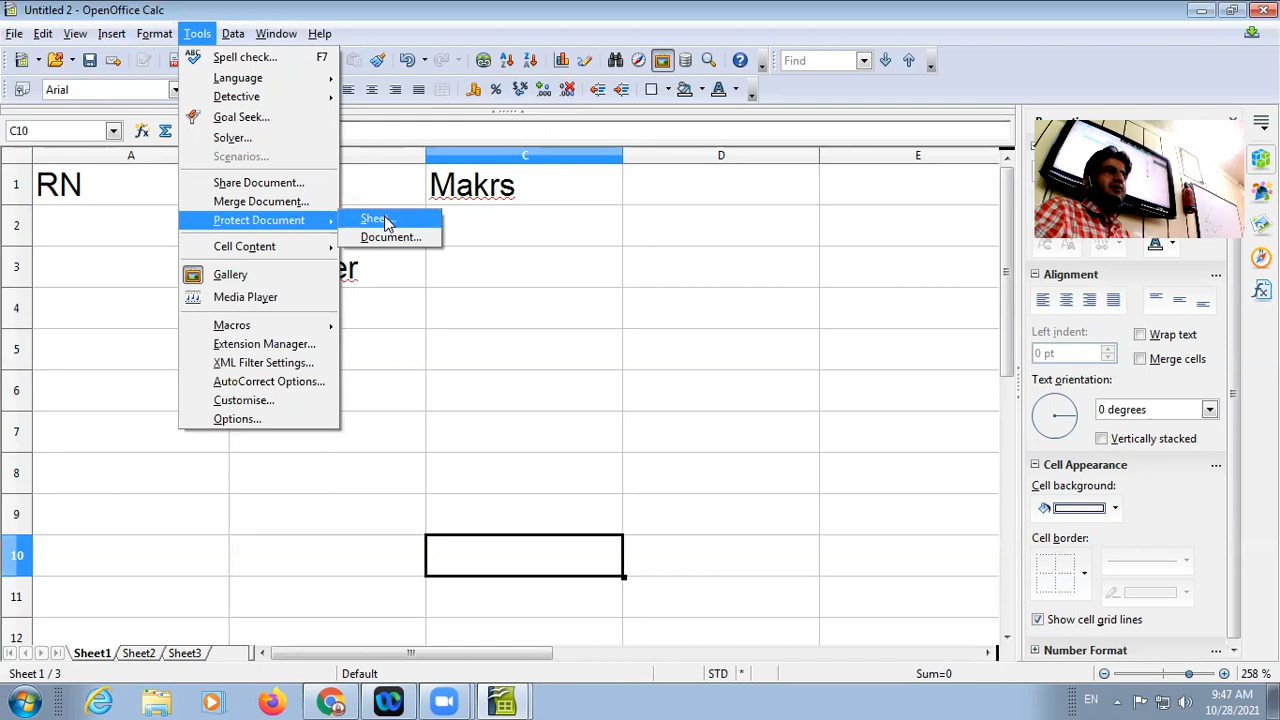 Untitled 2 - OpenOffice Calc
File Edit View Insert Format Tools Data Window Help
Find
Arial
Spell check... F7
Language
Detective
Goal Seek...
Solver...
Scenarios...
Share Document...
Merge Document...
Protect Document
Cell Content
Gallery
Media Player
Macros
Extension Manager...
XML Filter Settings...
AutoCorrect Options...
Customise...
Options...
Document...
C10
A C D E
1 RN Makrs
2
3 er
4
5
6
7
8
9
10
11
12
Alignment
Left indent:
0 pt
Wrap text
Merge cells
Text orientation:
0 degrees
Vertically stacked
Cell Appearance
Cell background:
Cell border:
Show cell grid lines
Number Format
Sheet1 Sheet2 Sheet3
Sheet 1 / 3 Default STD * Sum=0 258 %
EN
9:47 AM
10/28/2021